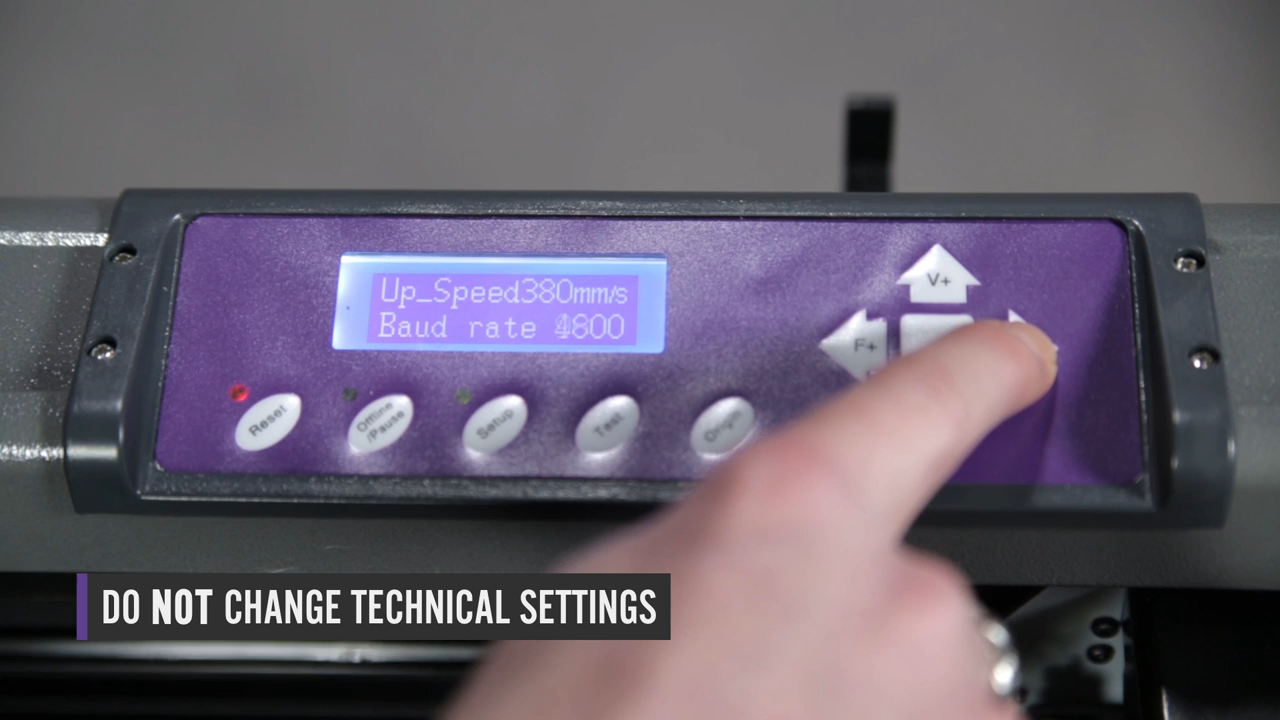 Up_Speed380mm/s
Baud rate 4800
V+
F+
Reset
Offline
/Pause
Setup
Test
Origin
DO NOT CHANGE TECHNICAL SETTINGS